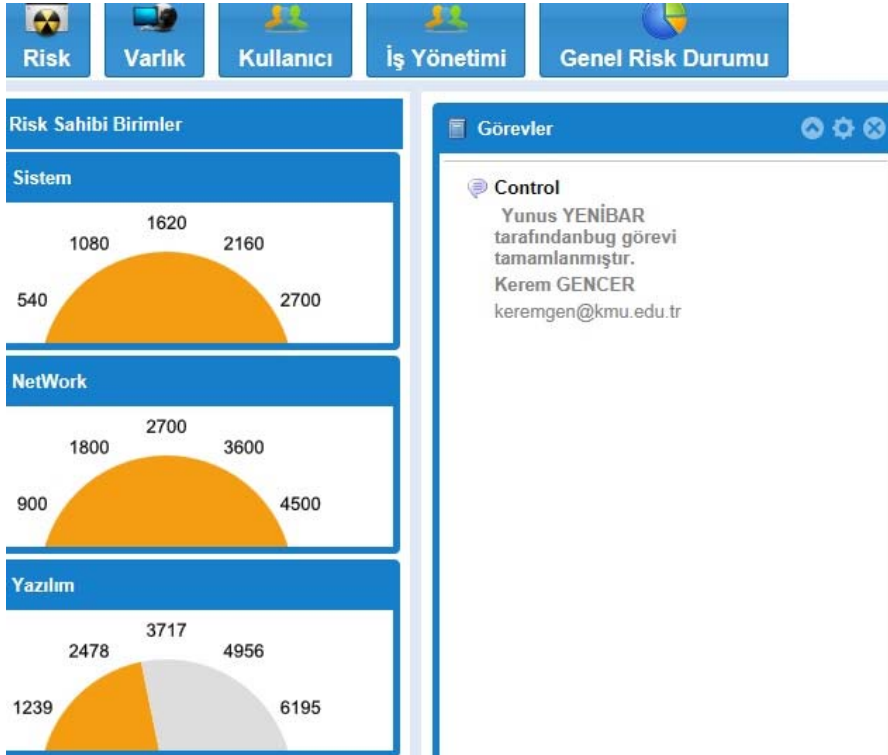 Risk
Varlık
Kullanıcı
İş Yönetimi
Genel Risk Durumu
Risk Sahibi Birimler
Sistem
540
1080
1620
2160
2700
NetWork
900
1800
2700
3600
4500
Yazılım
1239
2478
3717
4956
6195
Görevler
Control
Yunus YENİBAR
tarafındanbug görevi
tamamlanmıştır.
Kerem GENCER
keremgen@kmu.edu.tr